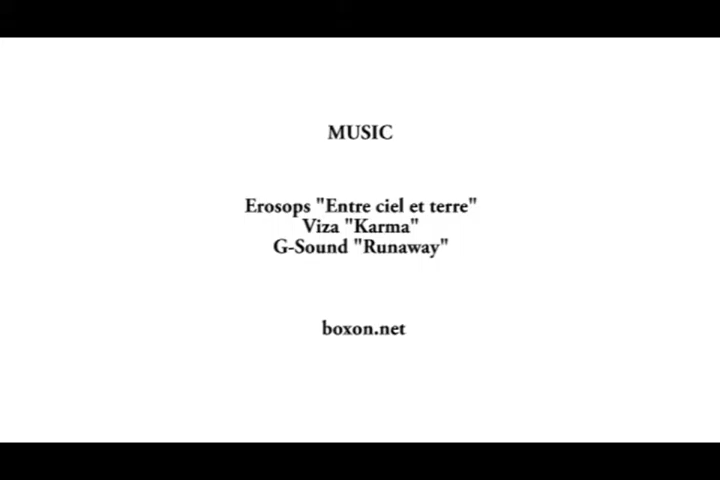 MUSIC
Erosops "Entre ciel et terre"
Viza "Karma"
G-Sound "Runaway"
boxon.net